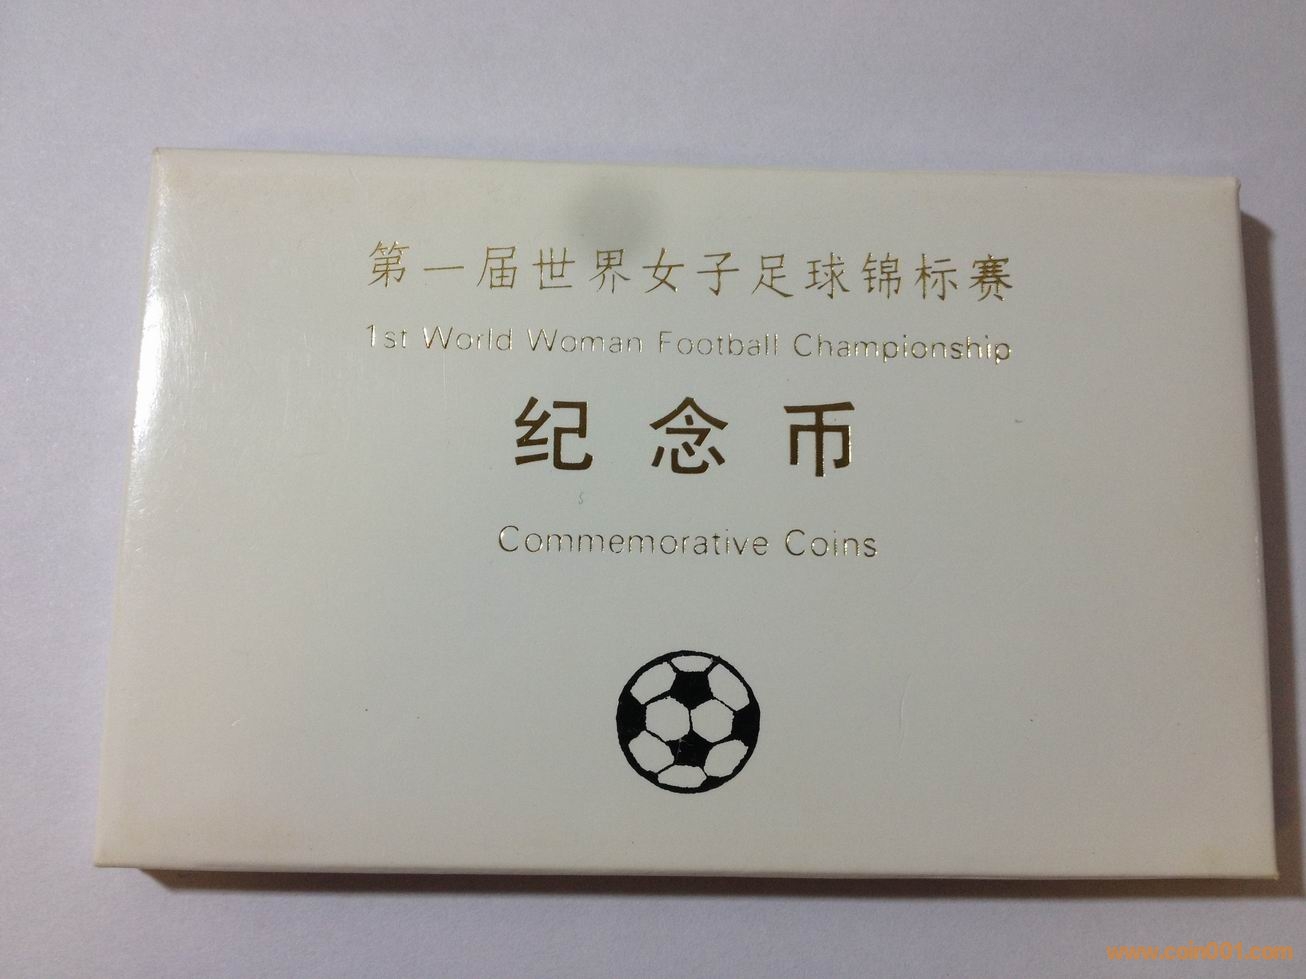 第一届世界女子足球锦标赛
1st World Woman Football Championship
纪念币
Commemorative Coins
www.coin001.com